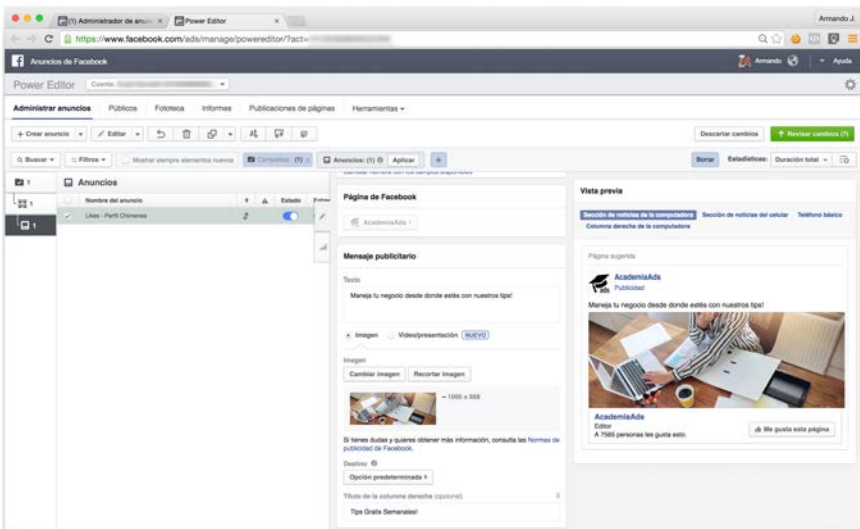 (1) Administrador de anunc
Power Editor
Armando J.
https://www.facebook.com/ads/manage/powereditor/?act=
Anuncios de Facebook
Armando
Ayuda
Power Editor
Cuenta:
Administrar anuncios
Públicos
Fototeca
Informes
Publicaciones de páginas
Herramientas
+ Crear anuncio
Editar
Descartar cambios
Revisar cambios (7)
Buscar
Filtros
Mostrar siempre elementos nuevos
Campañas: (1)
Anuncios: (1)
Aplicar
+
Borrar
Estadísticas: Duración total
1
Anuncios
1
Nombre del anuncio
Estado
1
Likes - Perfil Chimenea
Página de Facebook
AcademiaAds
Mensaje publicitario
Texto
Maneja tu negocio desde donde estés con nuestros tips!
Imagen
Video/presentación
NUEVO
Imagen
Cambiar imagen
Recortar imagen
Si tienes dudas y quieres obtener más información, consulta las Normas de
publicidad de Facebook.
Destino
Opción predeterminada
Título de la columna derecha (opcional)
Tips Gratis Semanales!
Vista previa
Sección de noticias de la computadora
Sección de noticias del celular
Teléfono básico
Columna derecha de la computadora
Página sugerida
ads
AcademiaAds
Publicidad
Maneja tu negocio desde donde estés con nuestros tips!
AcademiaAds
Editor
A 7565 personas les gusta esto.
Me gusta esta página